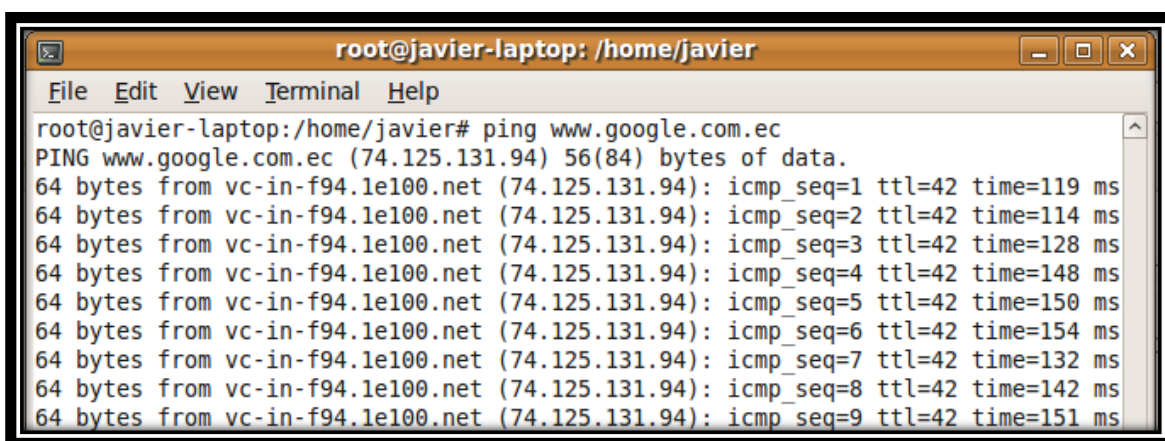 root@javier-laptop: /home/javier
File Edit View Terminal Help
root@javier-laptop:/home/javier# ping www.google.com.ec
PING www.google.com.ec (74.125.131.94) 56(84) bytes of data.
64 bytes from vc-in-f94.1e100.net (74.125.131.94): icmp_seq=1 ttl=42 time=119 ms
64 bytes from vc-in-f94.1e100.net (74.125.131.94): icmp_seq=2 ttl=42 time=114 ms
64 bytes from vc-in-f94.1e100.net (74.125.131.94): icmp_seq=3 ttl=42 time=128 ms
64 bytes from vc-in-f94.1e100.net (74.125.131.94): icmp_seq=4 ttl=42 time=148 ms
64 bytes from vc-in-f94.1e100.net (74.125.131.94): icmp_seq=5 ttl=42 time=150 ms
64 bytes from vc-in-f94.1e100.net (74.125.131.94): icmp_seq=6 ttl=42 time=154 ms
64 bytes from vc-in-f94.1e100.net (74.125.131.94): icmp_seq=7 ttl=42 time=132 ms
64 bytes from vc-in-f94.1e100.net (74.125.131.94): icmp_seq=8 ttl=42 time=142 ms
64 bytes from vc-in-f94.1e100.net (74.125.131.94): icmp_seq=9 ttl=42 time=151 ms